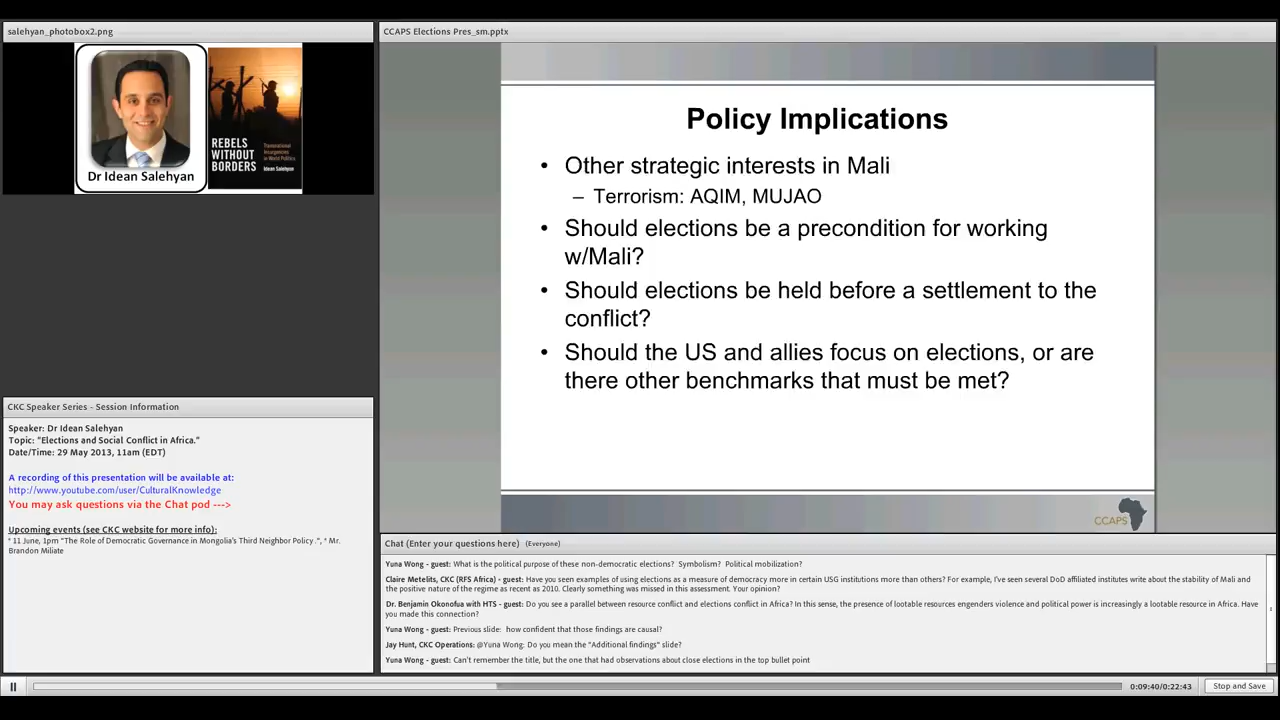 salehyan_photobox2.png
Dr Idean Salehyan
REBELS
WITHOUT
BORDERS
Transnational
Insurgencies
in World Politics
Idean Salehyan
CCAPS Elections Pres_sm.pptx
Policy Implications
• Other strategic interests in Mali
– Terrorism: AQIM, MUJAO
• Should elections be a precondition for working
w/Mali?
• Should elections be held before a settlement to the
conflict?
• Should the US and allies focus on elections, or are
there other benchmarks that must be met?
CCAPS
CKC Speaker Series - Session Information
Speaker: Dr Idean Salehyan
Topic: "Elections and Social Conflict in Africa."
Date/Time: 29 May 2013, 11am (EDT)
A recording of this presentation will be available at:
http://www.youtube.com/user/CulturalKnowledge
You may ask questions via the Chat pod --->
Upcoming events (see CKC website for more info):
* 11 June, 1pm "The Role of Democratic Governance in Mongolia's Third Neighbor Policy .", * Mr.
Brandon Miliate
Chat (Enter your questions here) (Everyone)
Yuna Wong - guest: What is the political purpose of these non-democratic elections? Symbolism? Political mobilization?
Claire Metelits, CKC (RFS Africa) - guest: Have you seen examples of using elections as a measure of democracy more in certain USG institutions more than others? For example, I've seen several DoD affiliated institutes write about the stability of Mali and
the positive nature of the regime as recent as 2010. Clearly something was missed in this assessment. Your opinion?
Dr. Benjamin Okonofua with HTS - guest: Do you see a parallel between resource conflict and elections conflict in Africa? In this sense, the presence of lootable resources engenders violence and political power is increasingly a lootable resource in Africa. Have
you made this connection?
Yuna Wong - guest: Previous slide: how confident that those findings are causal?
Jay Hunt, CKC Operations: @Yuna Wong: Do you mean the "Additional findings" slide?
Yuna Wong - guest: Can't remember the title, but the one that had observations about close elections in the top bullet point
0:09:40/0:22:43
Stop and Save